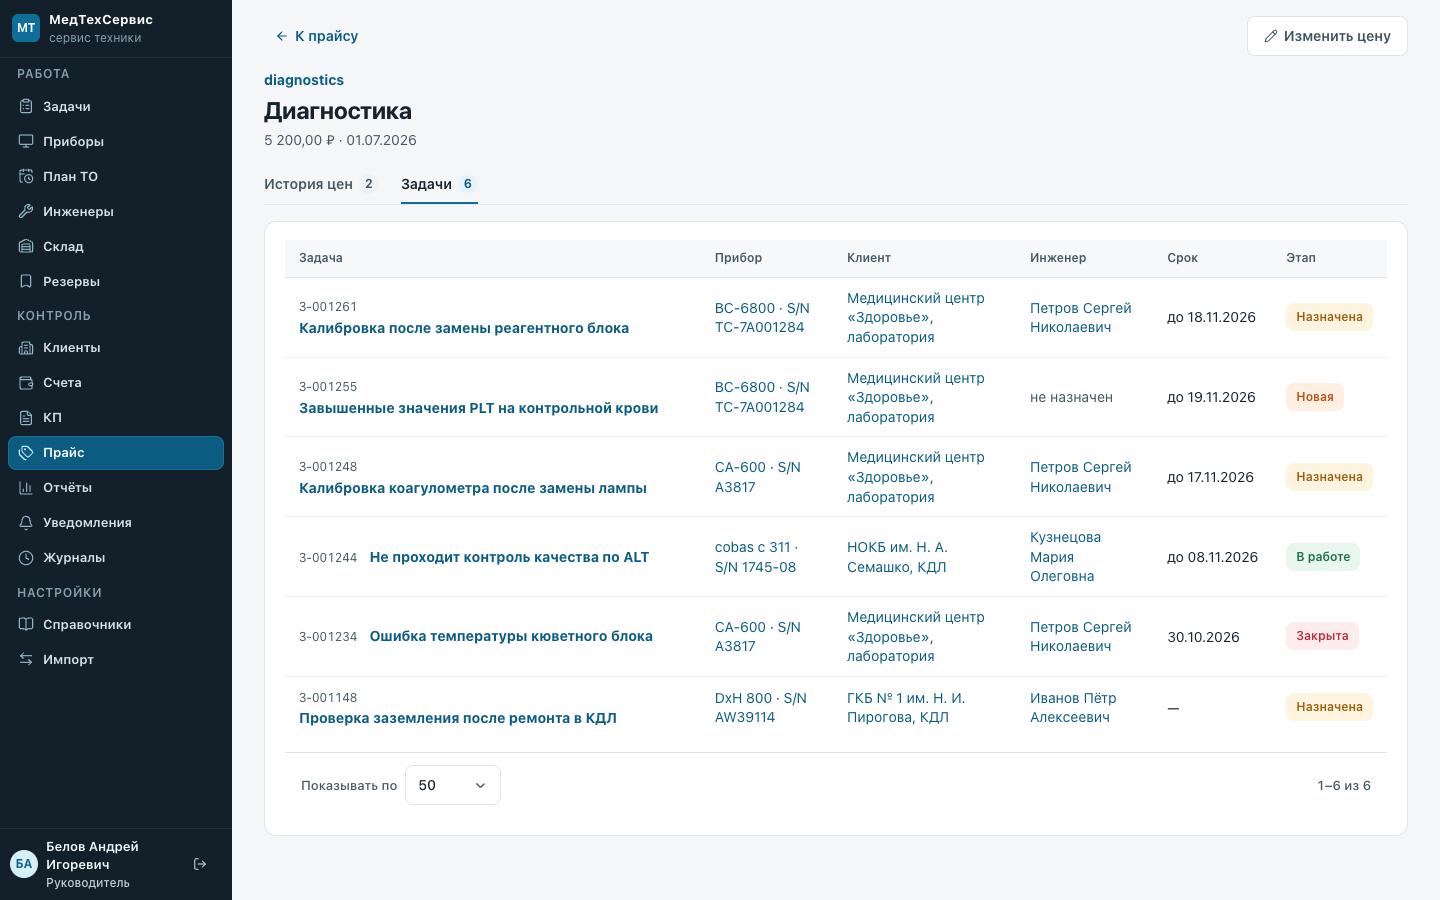 МТ
МедТехСервис
сервис техники
РАБОТА
Задачи
Приборы
План ТО
Инженеры
Склад
Резервы
КОНТРОЛЬ
Клиенты
Счета
КП
Прайс
Отчёты
Уведомления
Журналы
НАСТРОЙКИ
Справочники
Импорт
БА
Белов Андрей
Игоревич
Руководитель
← К прайсу
Изменить цену
diagnostics
Диагностика
5 200,00 ₽ · 01.07.2026
История цен 2 Задачи 6
Задача Прибор Клиент Инженер Срок Этап
З-001261
Калибровка после замены реагентного блока
BC-6800 · S/N
TC-7A001284
Медицинский центр
«Здоровье»,
лаборатория
Петров Сергей
Николаевич
до 18.11.2026
Назначена
З-001255
Завышенные значения PLT на контрольной крови
BC-6800 · S/N
TC-7A001284
Медицинский центр
«Здоровье»,
лаборатория
не назначен
до 19.11.2026
Новая
З-001248
Калибровка коагулометра после замены лампы
CA-600 · S/N
A3817
Медицинский центр
«Здоровье»,
лаборатория
Петров Сергей
Николаевич
до 17.11.2026
Назначена
З-001244 Не проходит контроль качества по ALT
cobas c 311 ·
S/N 1745-08
НОКБ им. Н. А.
Семашко, КДЛ
Кузнецова
Мария
Олеговна
до 08.11.2026
В работе
З-001234 Ошибка температуры кюветного блока
CA-600 · S/N
A3817
Медицинский центр
«Здоровье»,
лаборатория
Петров Сергей
Николаевич
30.10.2026
Закрыта
З-001148
Проверка заземления после ремонта в КДЛ
DxH 800 · S/N
AW39114
ГКБ № 1 им. Н. И.
Пирогова, КДЛ
Иванов Пётр
Алексеевич
—
Назначена
Показывать по 50
1–6 из 6